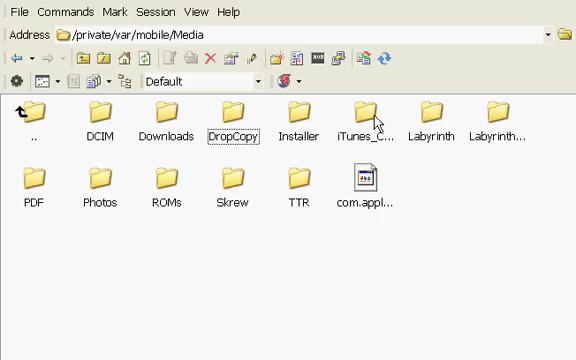 File Commands Mark Session View Help
Address /private/var/mobile/Media
Default
.. DCIM Downloads DropCopy Installer iTunes_C... Labyrinth Labyrinth...
PDF Photos ROMs Skrew TTR com.appl...